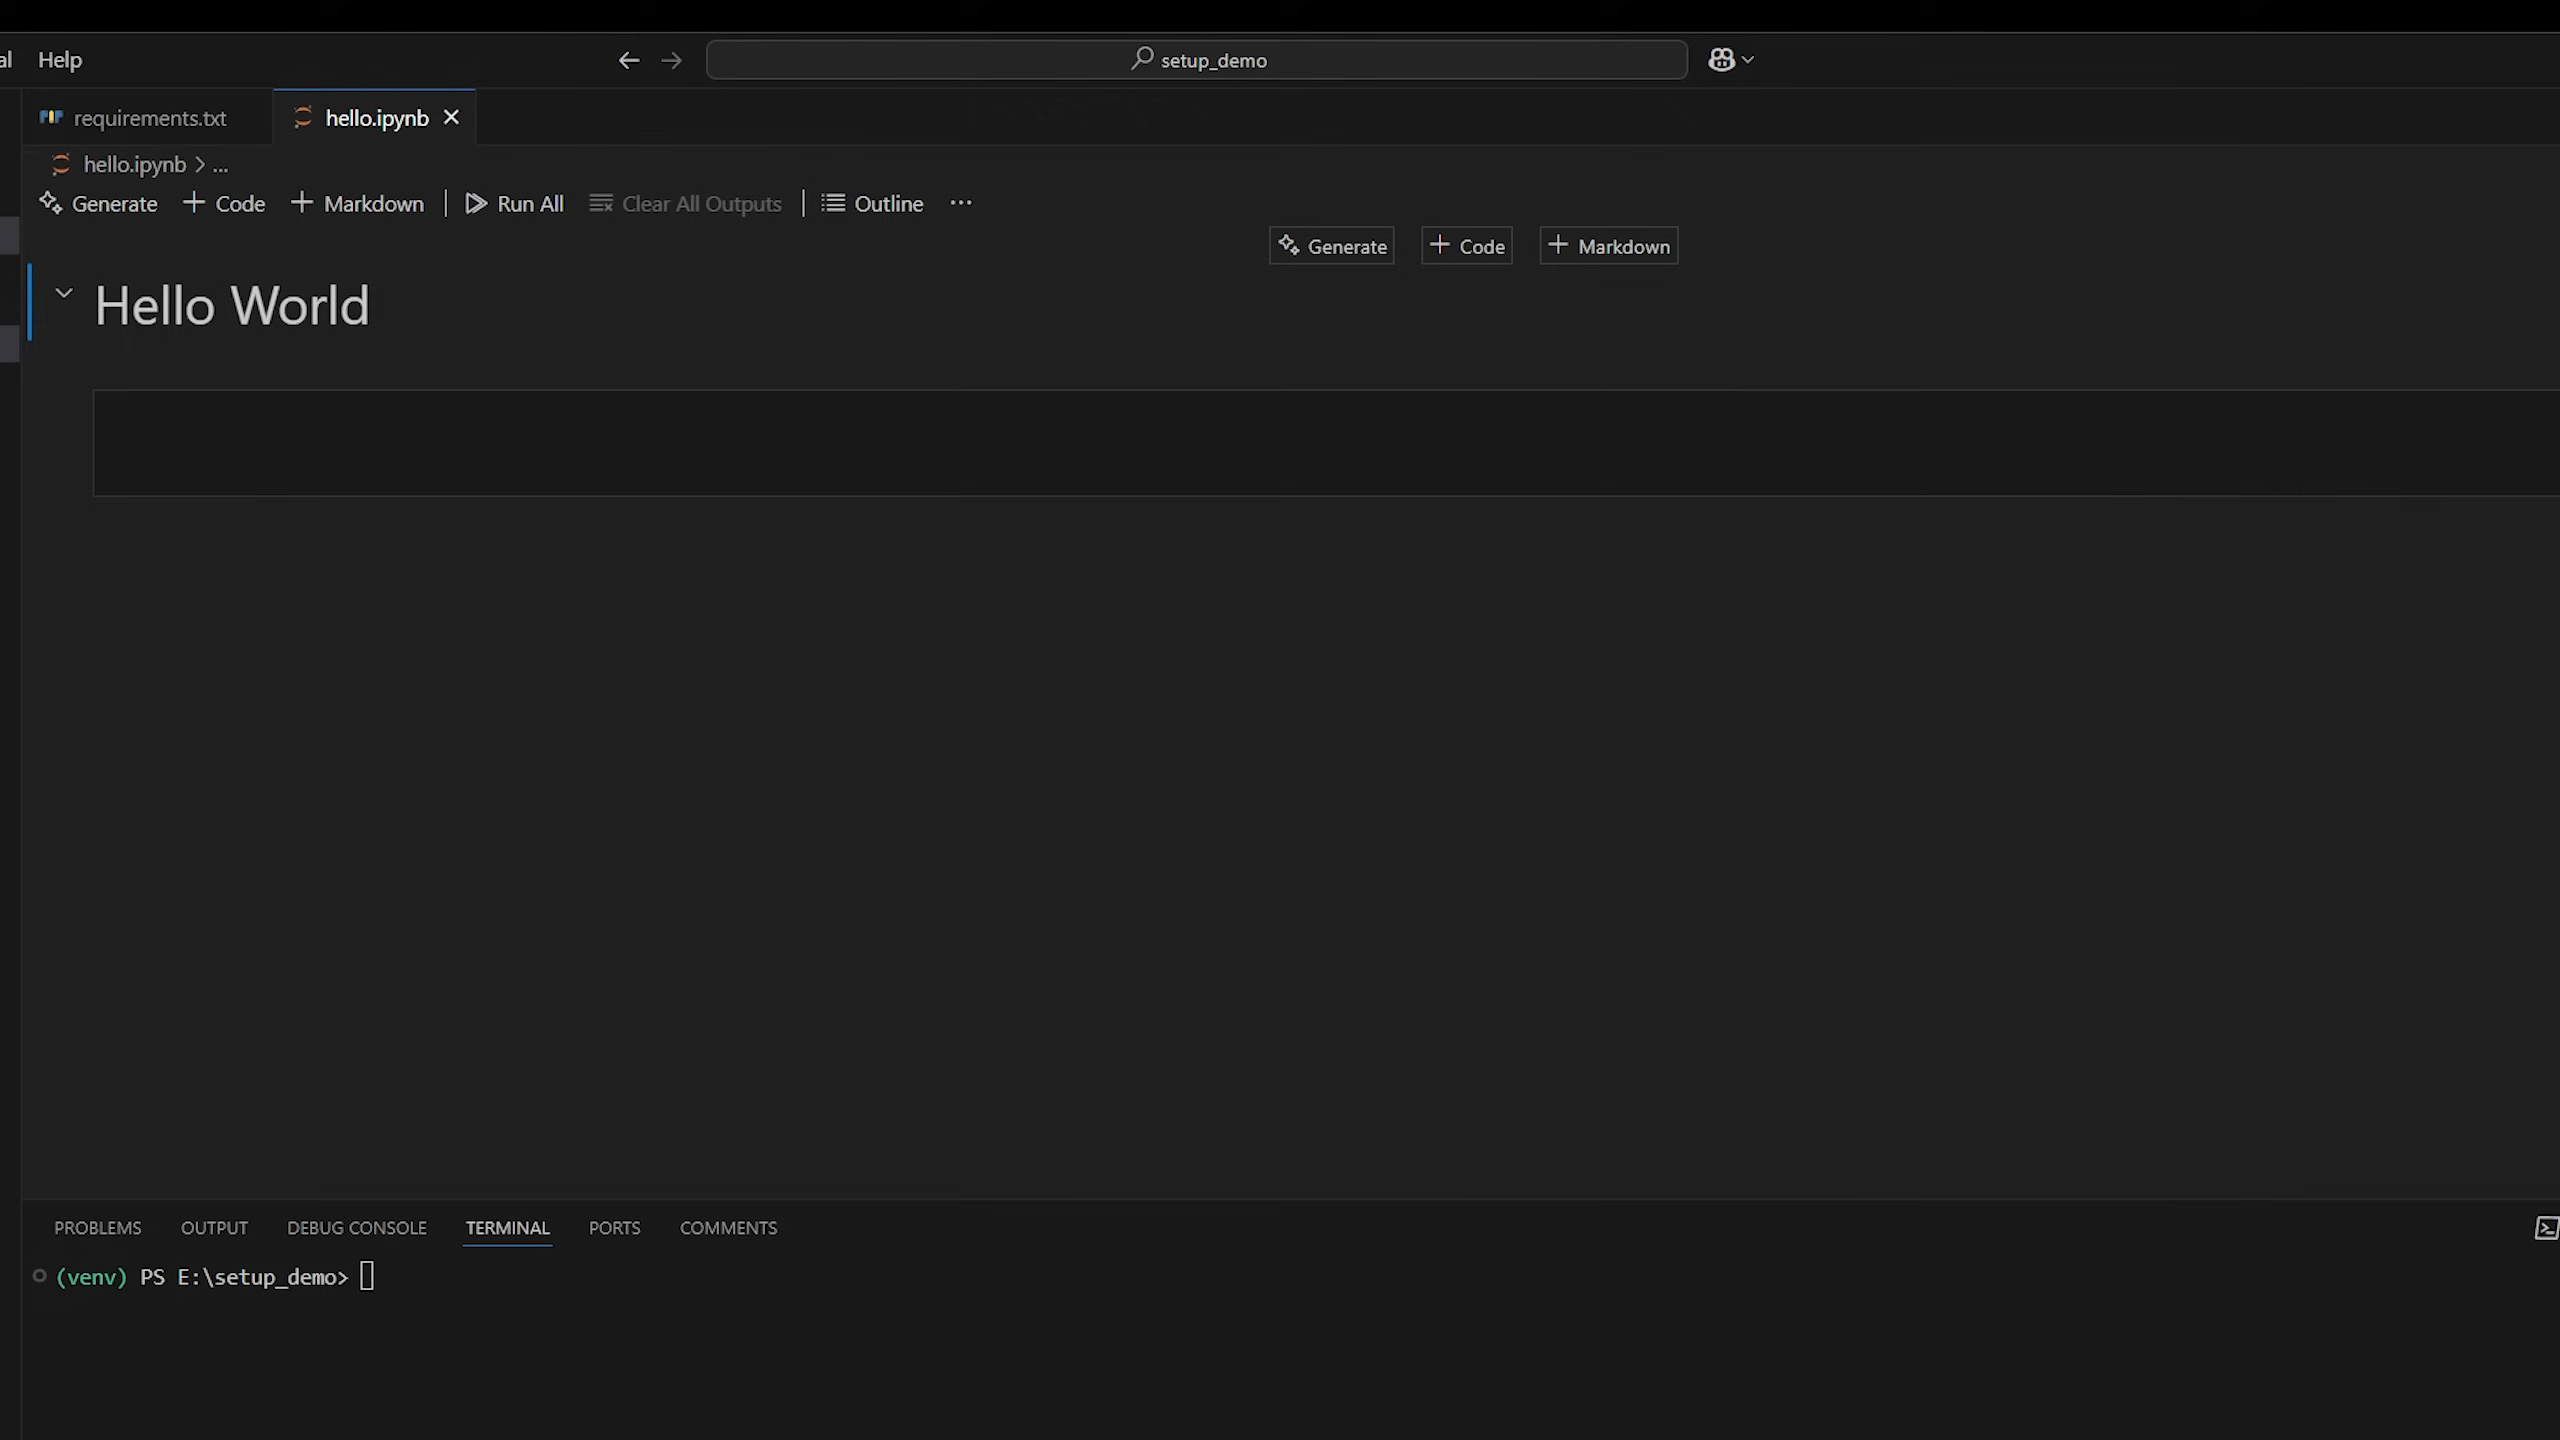 al Help setup_demo
requirements.txt hello.ipynb
hello.ipynb > ...
Generate + Code + Markdown | Run All Clear All Outputs | Outline ...
Generate + Code + Markdown
Hello World
PROBLEMS OUTPUT DEBUG CONSOLE TERMINAL PORTS COMMENTS
(venv) PS E:\setup_demo>